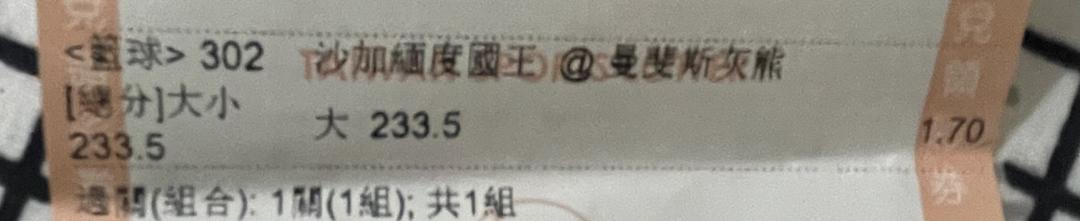 <籃球> 302 沙加緬度國王 @ 曼斐斯灰熊
[總分]大小 233.5
大 233.5 1.70
過關(組合): 1關(1組); 共1組